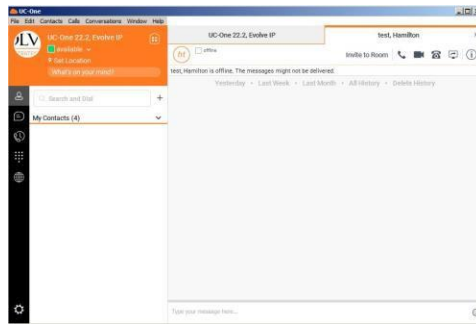 UC-One
File Edit Contacts Calls Conversations Window Help
UC-One 22.2, Evolve IP
available
Get Location
What's on your mind?
Search and Dial
My Contacts (4)
UC-One 22.2, Evolve IP
test, Hamilton
tH
offline
Invite to Room
test, Hamilton is offline, The messages might not be delivered.
Yesterday - Last Week - Last Month - All History - Delete History
Type your message here...